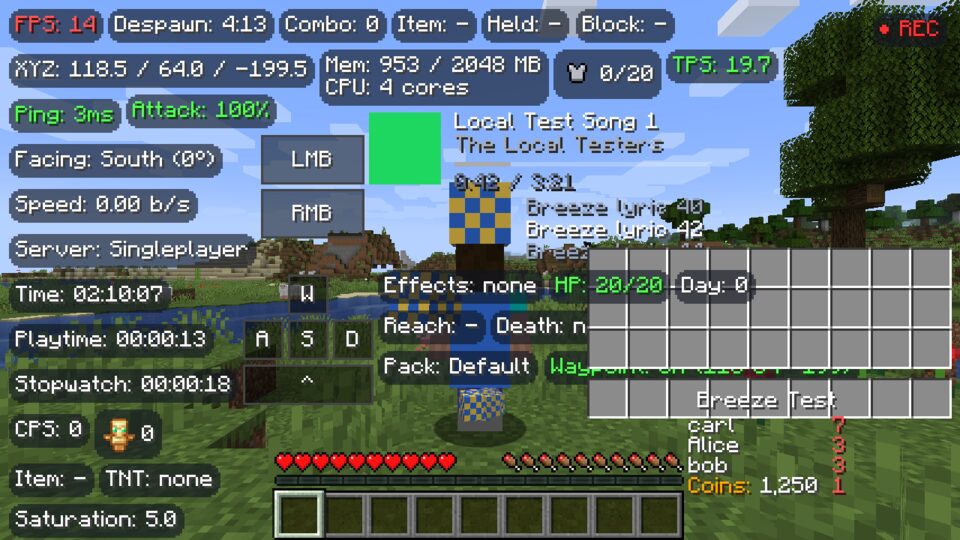 FPS: 14 Despawn: 4:13 Combo: 0 Item: - Held: - Block: -
REC
XYZ: 118.5 / 64.0 / -199.5
Mem: 953 / 2048 MB
CPU: 4 cores
0/20
TPS: 19.7
Ping: 3ms
Attack: 100%
Local Test Song 1
The Local Testers
0:42 / 3:21
Facing: South (0°)
LMB
RMB
Speed: 0.00 b/s
Breeze lyric 40
Breeze lyric 42
Breeze
Server: Singleplayer
Effects: none HP: 20/20 Day: 0
Time: 02:10:07
W
Reach: - Death:
Playtime: 00:00:13
A S D
Pack: Default
Stopwatch: 00:00:18
^
Breeze Test
CPS: 0
0
carl 7
Alice 3
bob 3
Coins: 1,250 1
Item: - TNT: none
Saturation: 5.0